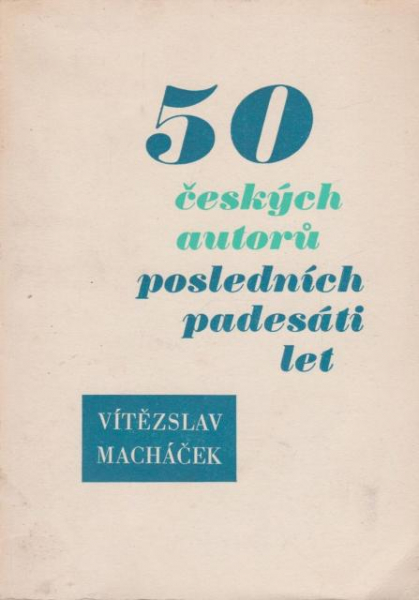 50
českých
autorů
posledních
padesáti
let
VÍTĚZSLAV
MACHÁČEK